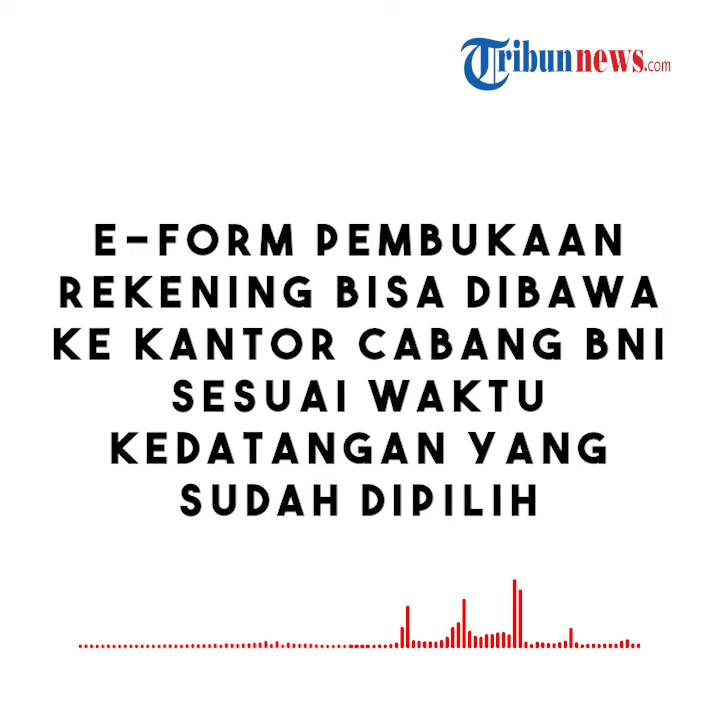 Tribunnews.com
E-FORM PEMBUKAAN
REKENING BISA DIBAWA
KE KANTOR CABANG BNI
SESUAI WAKTU
KEDATANGAN YANG
SUDAH DIPILIH